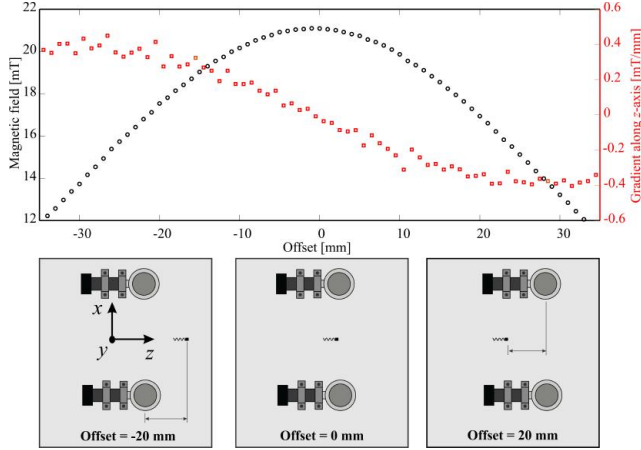 22
20
18
16
14
12
Magnetic field [mT]
0.6
0.4
0.2
0
-0.2
-0.4
-0.6
Gradient along z-axis [mT/mm]
-30 -20 -10 0 10 20 30
Offset [mm]
x
y z
Offset = -20 mm Offset = 0 mm Offset = 20 mm